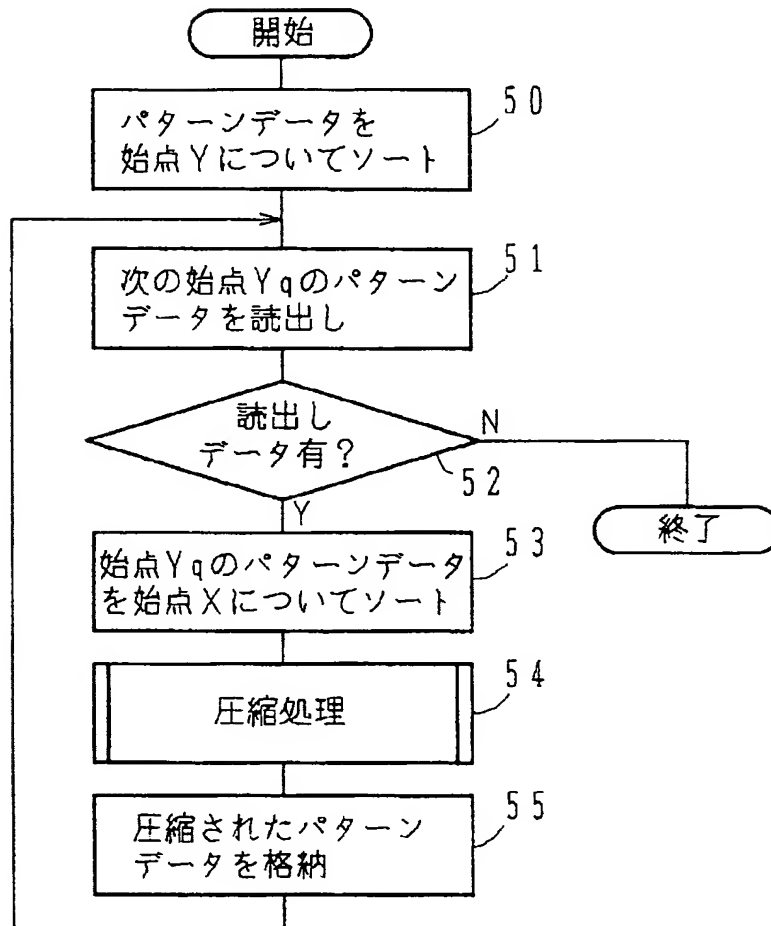 開始
50
パターンデータを
始点Yについてソート
51
次の始点Yqのパターン
データを読出し
読出し
データ有?
N
52
Y
終了
53
始点Yqのパターンデータ
を始点Xについてソート
54
圧縮処理
55
圧縮されたパターン
データを格納